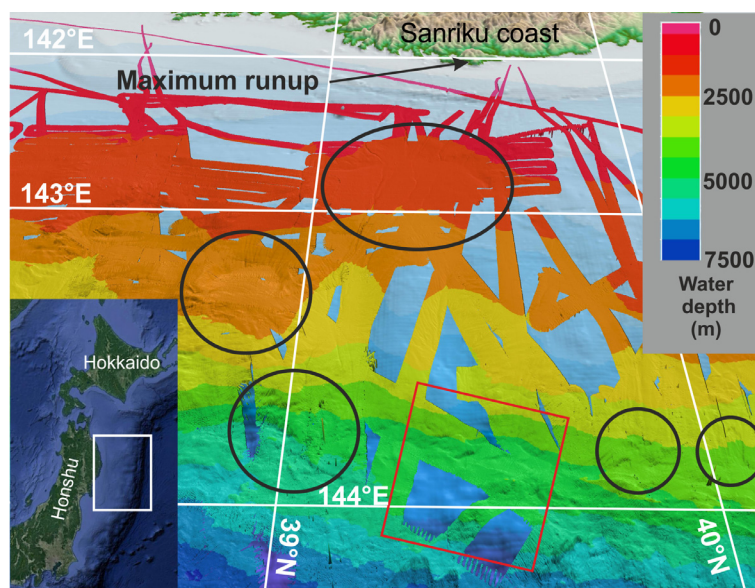 142°E
Sanriku coast
Maximum runup
143°E
144°E
39°N
40°N
0
2500
5000
7500
Water
depth
(m)
Hokkaido
Honshu